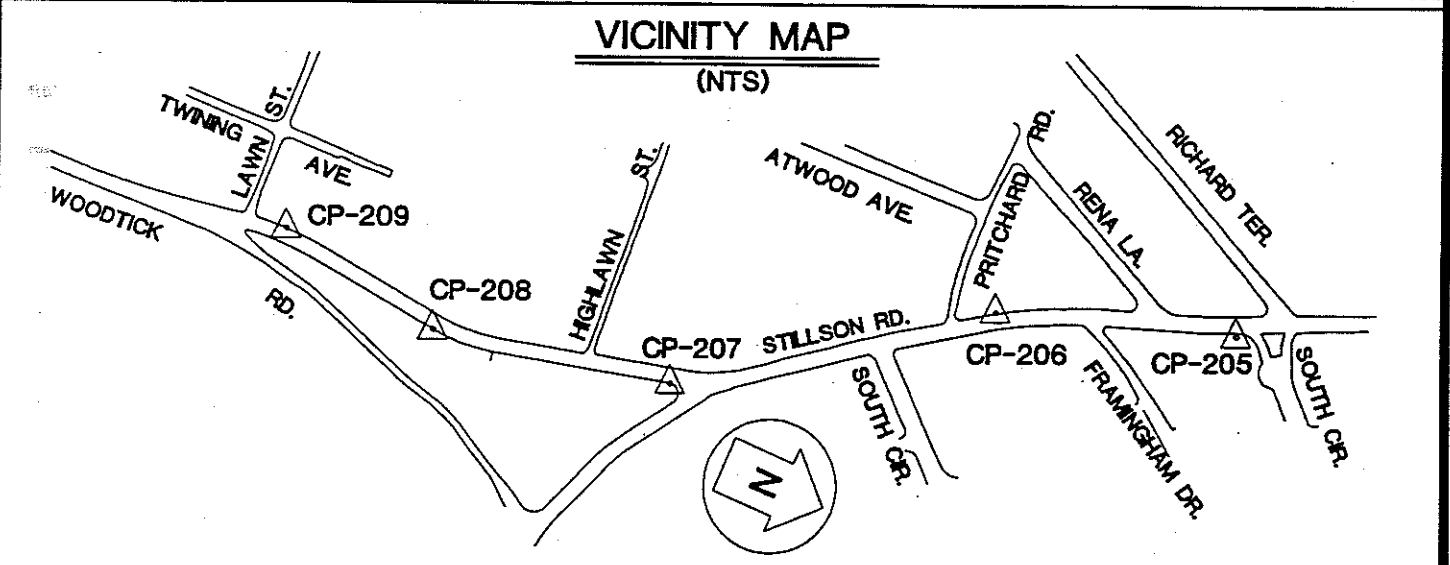 VICINITY MAP
(NTS)
TWINING
AVE.
LAWN
ST.
WOODTICK
RD.
CP-209
CP-208
HIGHLAWN
ST.
CP-207
STILLSON RD.
ATWOOD AVE.
PRITCHARD
RD.
RENA LA.
RICHARD TER.
CP-206
CP-205
SOUTH CIR.
FRAMINGHAM DR.
SOUTH CIR.
N